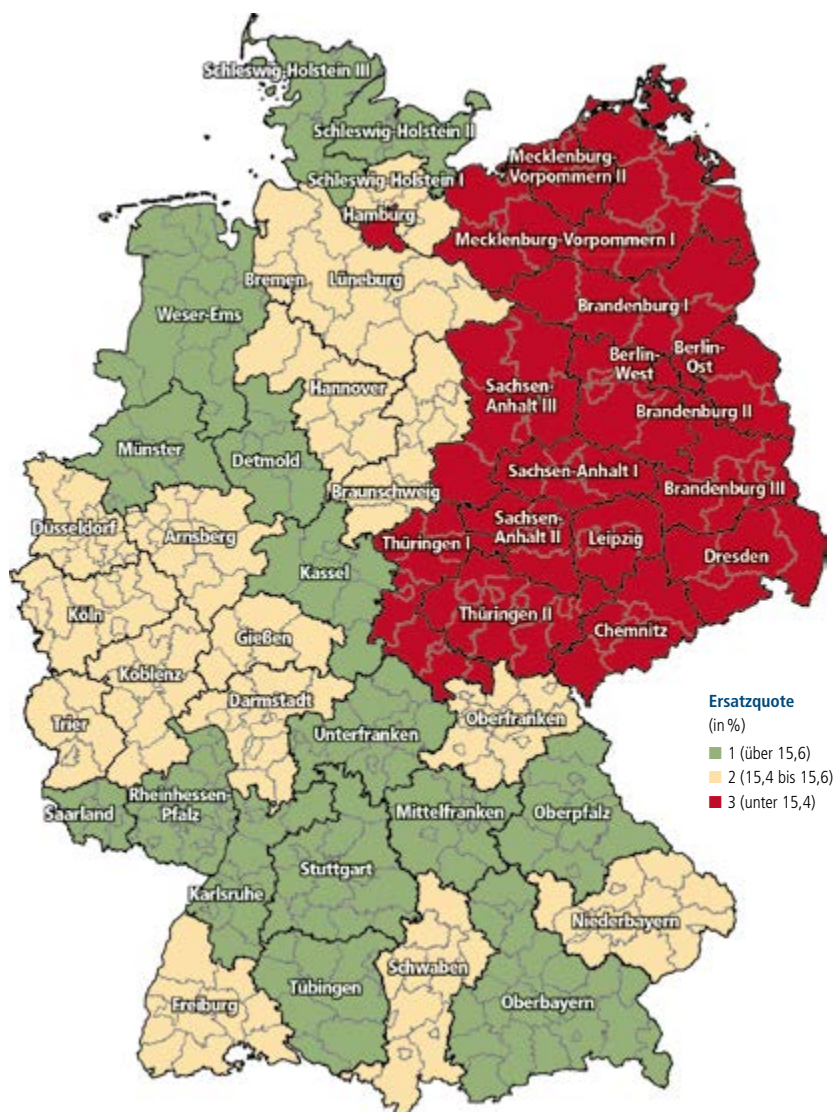 Schleswig-Holstein III
Schleswig-Holstein II
Mecklenburg-
Vorpommern II
Schleswig-Holstein I
Hamburg
Mecklenburg-Vorpommern I
Bremen
Lüneburg
Weser-Ems
Brandenburg I
Berlin-
West
Berlin-
Ost
Hannover
Sachsen-
Anhalt III
Brandenburg II
Münster
Detmold
Braunschweig
Sachsen-Anhalt I
Brandenburg III
Düsseldorf
Arnsberg
Kassel
Thüringen I
Sachsen-
Anhalt II
Leipzig
Dresden
Köln
Gießen
Thüringen II
Chemnitz
Koblenz
Darmstadt
Trier
Unterfranken
Oberfranken
Ersatzquote
(in %)
1 (über 15,6)
2 (15,4 bis 15,6)
3 (unter 15,4)
Saarland
Rheinhessen-
Pfalz
Mittelfranken
Oberpfalz
Stuttgart
Karlsruhe
Niederbayern
Schwaben
Tübingen
Freiburg
Oberbayern